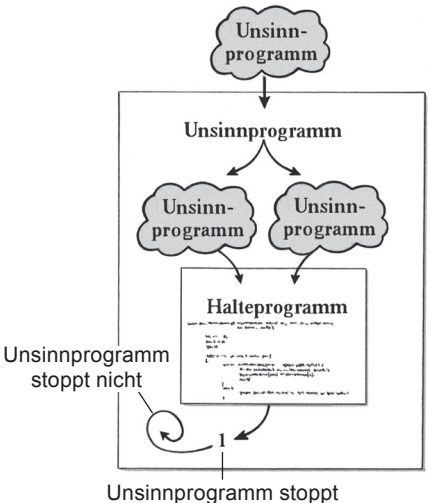 Unsinn-
programm
Unsinnprogramm
Unsinn-
programm
Unsinn-
programm
Halteprogramm
Unsinnprogramm
stoppt nicht
1
Unsinnprogramm stoppt